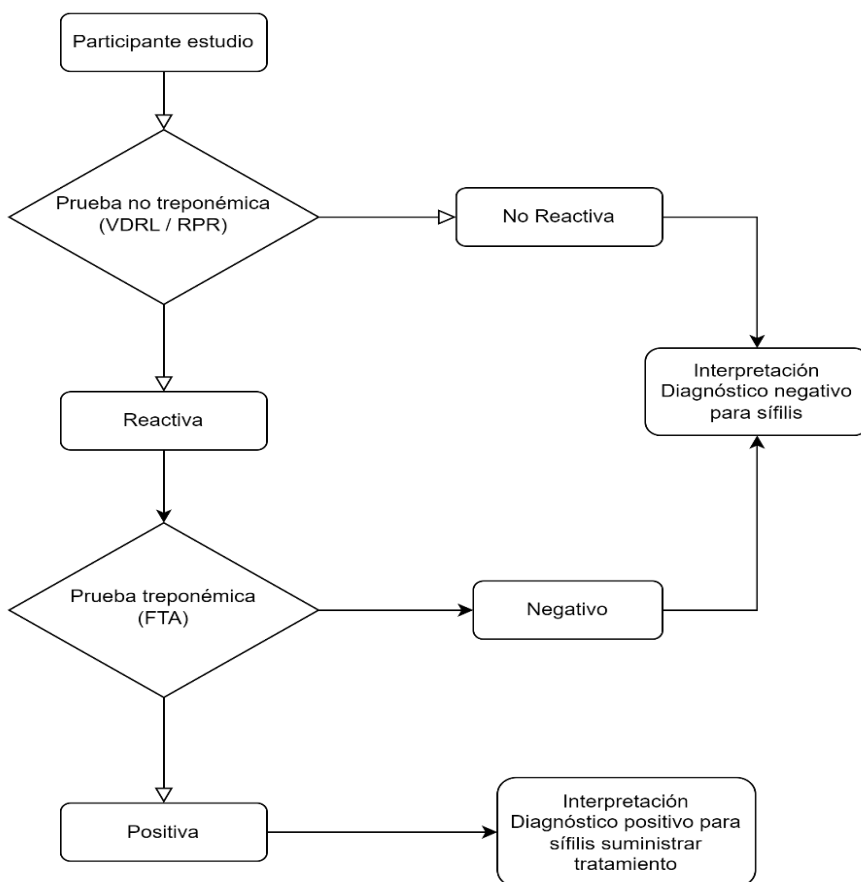 Participante estudio
Prueba no treponémica
(VDRL / RPR)
No Reactiva
Interpretación
Diagnóstico negativo
para sífilis
Reactiva
Prueba treponémica
(FTA)
Negativo
Positiva
Interpretación
Diagnóstico positivo para
sífilis suministrar
tratamiento